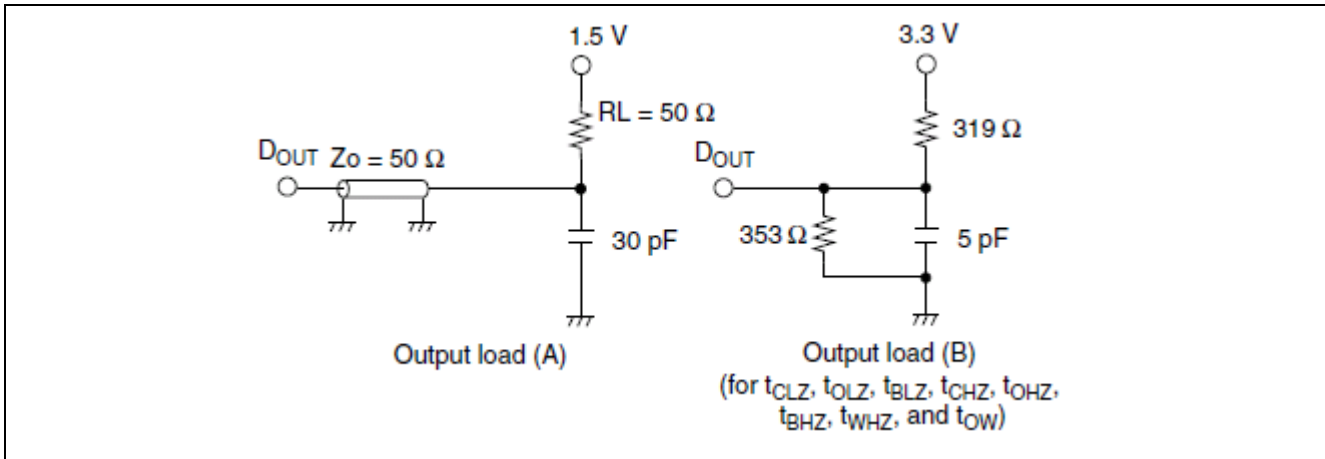 1.5 V
RL = 50 Ω
DOUT Zo = 50 Ω
30 pF
Output load (A)
3.3 V
319 Ω
DOUT
353 Ω
5 pF
Output load (B)
(for tCLZ, tOLZ, tBLZ, tCHZ, tOHZ,
tBHZ, tWHZ, and tOW)